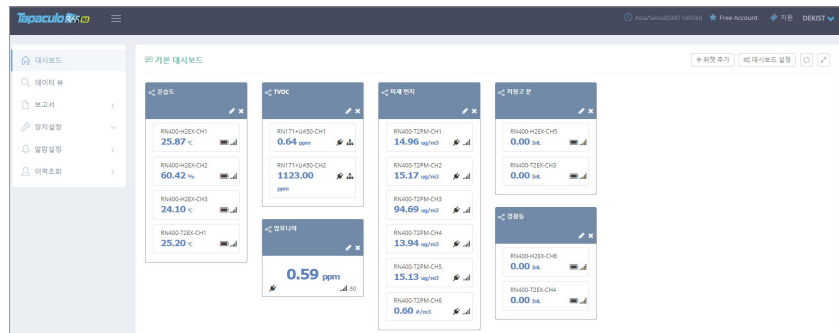 Tapaculo
Asia/Seoul(GMT+09:00) Free Account 지원 DEKIST
대시보드
데이터 뷰
보고서
장치설정
알람설정
이력조회
기본 대시보드
위젯 추가 대시보드 설정
온습도
RN400-H2EX-CH1
25.87 ℃
RN400-H2EX-CH2
60.42 %
RN400-H2EX-CH3
24.10 ℃
RN400-T2EX-CH1
25.20 ℃
TVOC
RN171+UA50-CH1
0.64 ppm
RN171+UA50-CH2
1123.00
ppm
암모니아
0.59 ppm
-50
미세 먼지
RN400-T2PM-CH1
14.96 ug/m3
RN400-T2PM-CH2
15.17 ug/m3
RN400-T2PM-CH3
94.69 ug/m3
RN400-T2PM-CH4
13.94 ug/m3
RN400-T2PM-CH5
15.13 ug/m3
RN400-T2PM-CH6
0.60 #/m3
저장고 문
RN400-H2EX-CH5
0.00 Int.
RN400-T2EX-CH3
0.00 Int.
경광등
RN400-H2EX-CH6
0.00 Int.
RN400-T2EX-CH4
0.00 Int.